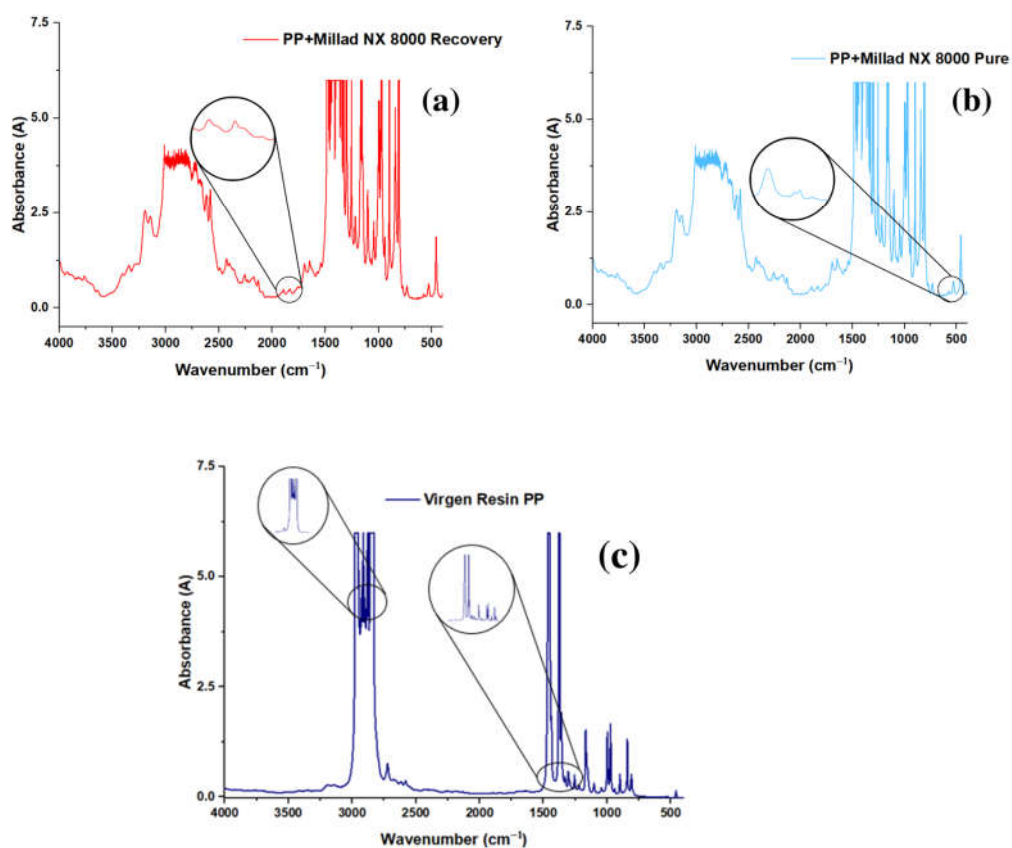 7.5
PP+Millad NX 8000 Recovery
(a)
5.0
Absorbance (A)
2.5
0.0
4000 3500 3000 2500 2000 1500 1000 500
Wavenumber (cm⁻¹)
7.5
PP+Millad NX 8000 Pure
(b)
5.0
Absorbance (A)
2.5
0.0
4000 3500 3000 2500 2000 1500 1000 500
Wavenumber (cm⁻¹)
7.5
Virgen Resin PP
(c)
5.0
Absorbance (A)
2.5
0.0
4000 3500 3000 2500 2000 1500 1000 500
Wavenumber (cm⁻¹)